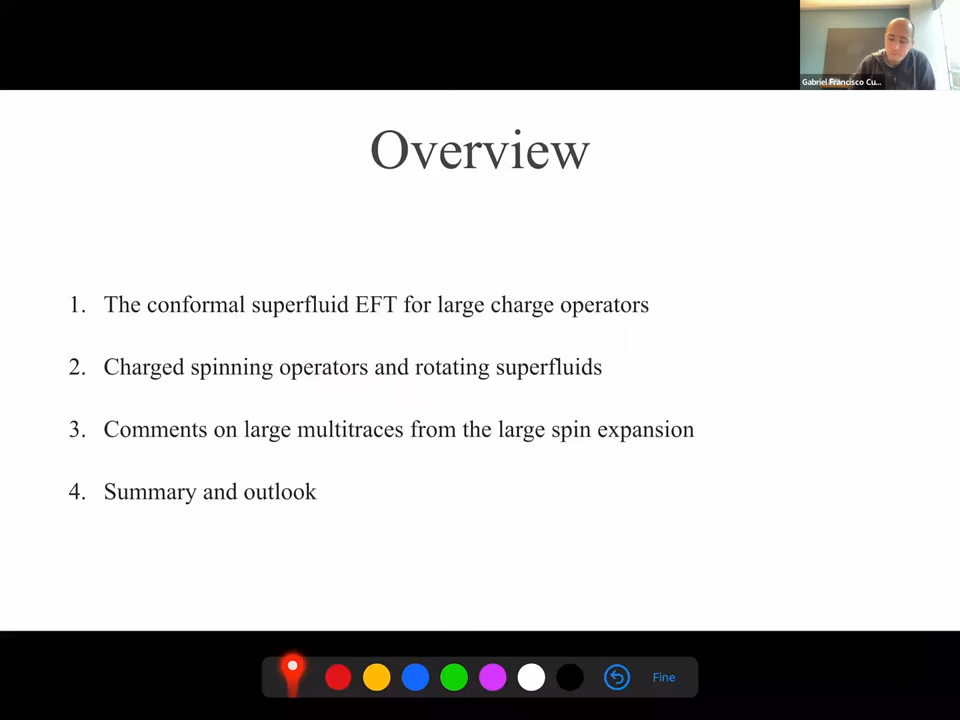 Gabriel Francisco Cu...
Overview
1. The conformal superfluid EFT for large charge operators
2. Charged spinning operators and rotating superfluids
3. Comments on large multitraces from the large spin expansion
4. Summary and outlook
Fine